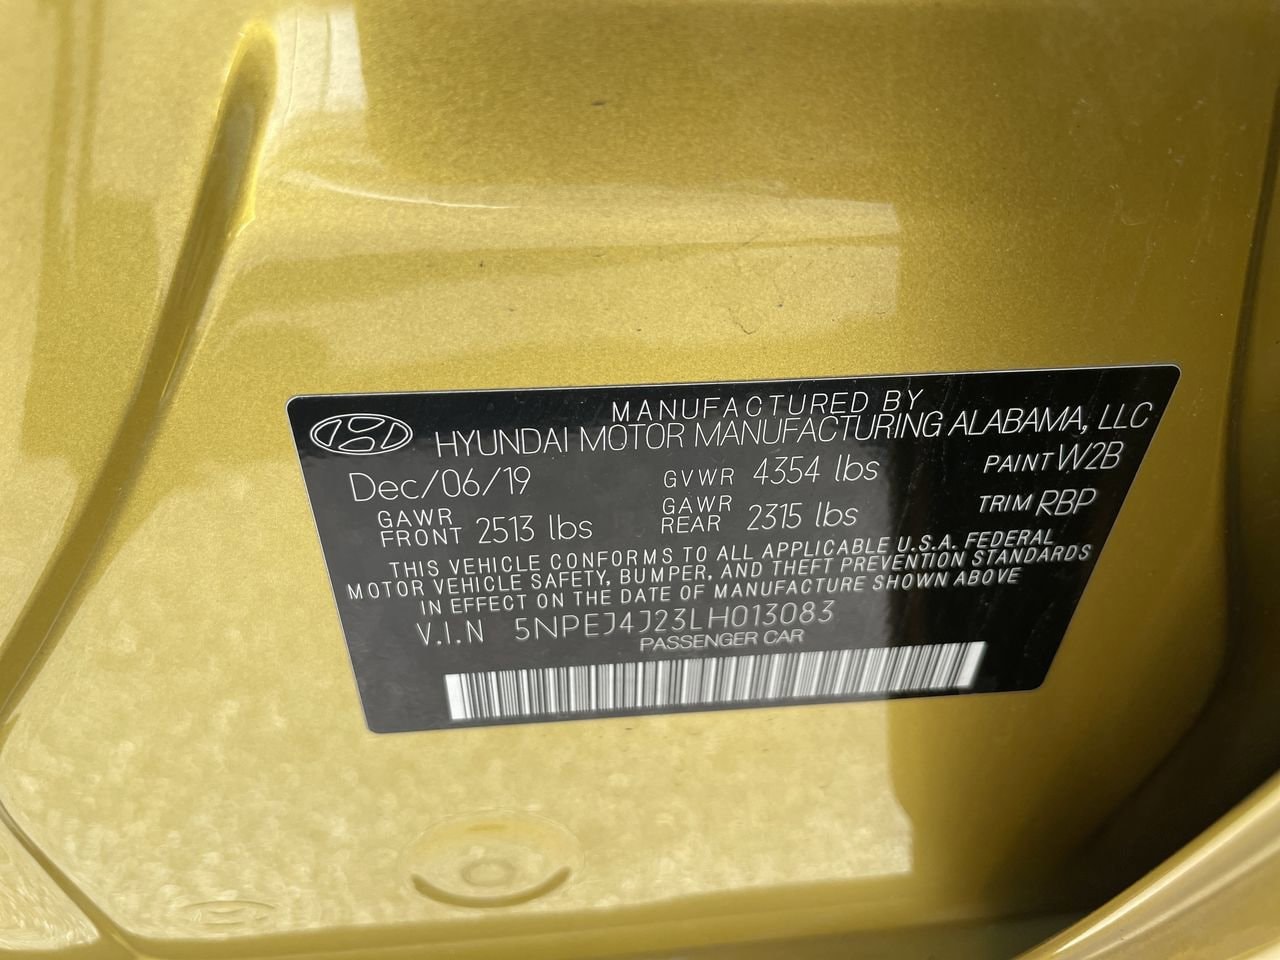 MANUFACTURED BY
HYUNDAI MOTOR MANUFACTURING ALABAMA, LLC
Dec/06/19 GVWR 4354 lbs PAINT W2B
GAWR FRONT 2513 lbs GAWR REAR 2315 lbs TRIM RBP
THIS VEHICLE CONFORMS TO ALL APPLICABLE U.S.A. FEDERAL
MOTOR VEHICLE SAFETY, BUMPER, AND THEFT PREVENTION STANDARDS
IN EFFECT ON THE DATE OF MANUFACTURE SHOWN ABOVE
V.I.N 5NPEJ4J23LH013083
PASSENGER CAR